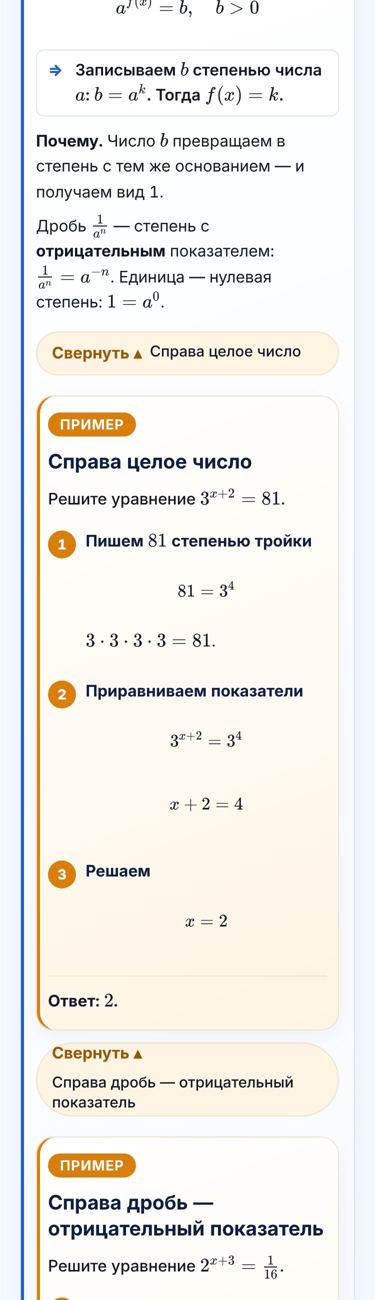 a^{f(x)} = b,  b > 0
⇒ Записываем b степенью числа
a: b = a^k. Тогда f(x) = k.
Почему. Число b превращаем в
степень с тем же основанием — и
получаем вид 1.
Дробь 1/a^n — степень с
отрицательным показателем:
1/a^n = a^{-n}. Единица — нулевая
степень: 1 = a^0.
Свернуть ▴ Справа целое число
ПРИМЕР
Справа целое число
Решите уравнение 3^{x+2} = 81.
1 Пишем 81 степенью тройки
81 = 3^4
3 · 3 · 3 · 3 = 81.
2 Приравниваем показатели
3^{x+2} = 3^4
x + 2 = 4
3 Решаем
x = 2
Ответ: 2.
Свернуть ▴
Справа дробь — отрицательный
показатель
ПРИМЕР
Справа дробь —
отрицательный показатель
Решите уравнение 2^{x+3} = 1/16.